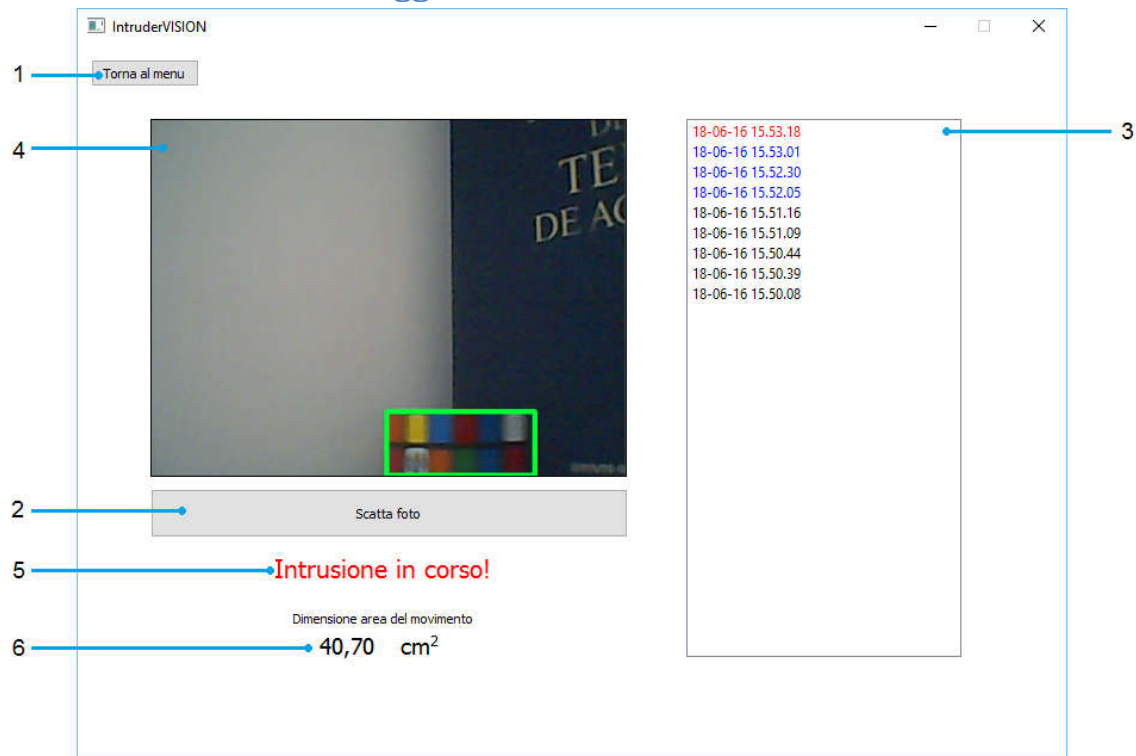 IntruderVISION
1
Torna al menu
4
TE
DE AC
18-06-16 15.53.18
18-06-16 15.53.01
18-06-16 15.52.30
18-06-16 15.52.05
18-06-16 15.51.16
18-06-16 15.51.09
18-06-16 15.50.44
18-06-16 15.50.39
18-06-16 15.50.08
3
2
Scatta foto
5
Intrusione in corso!
Dimensione area del movimento
6
40,70 cm²